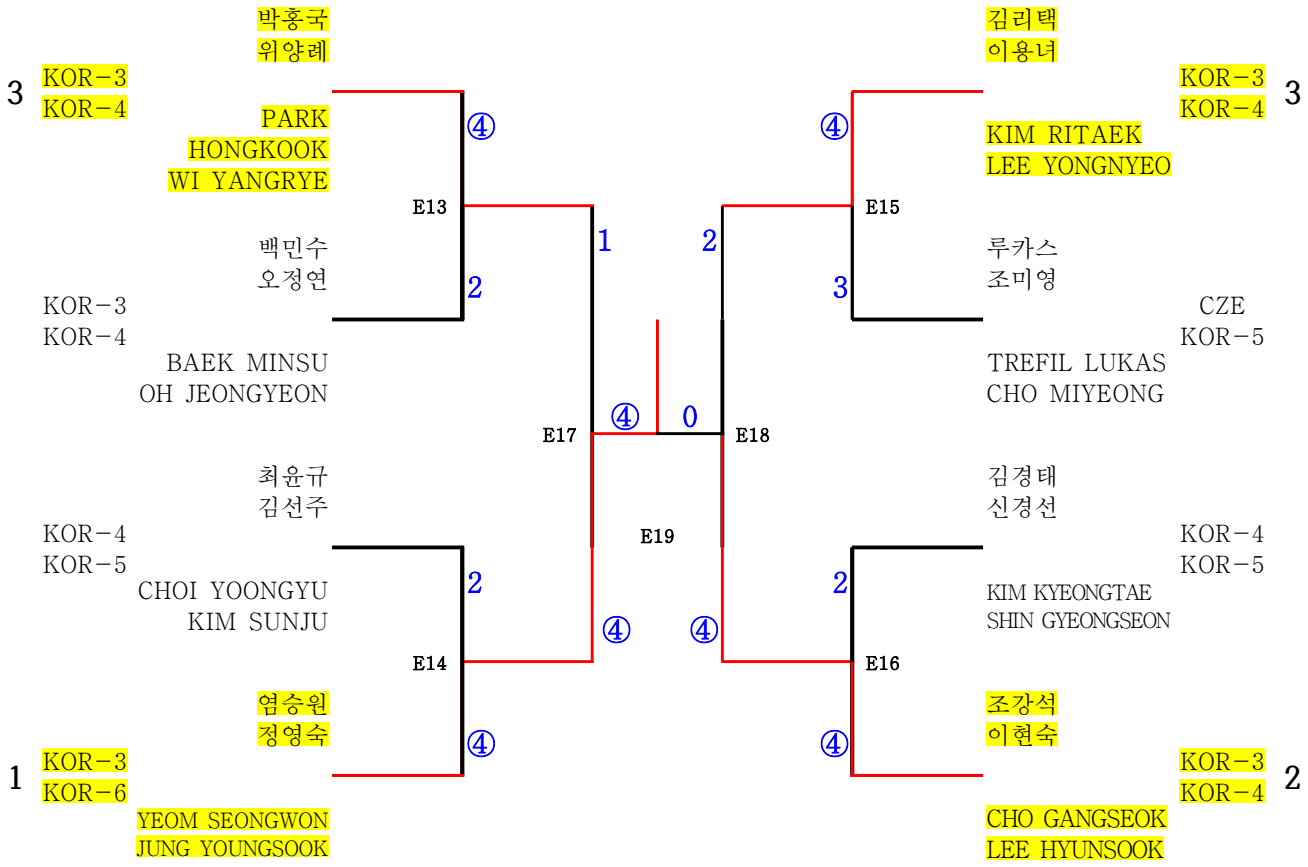 박홍국
위양례
3
KOR-3
KOR-4
PARK
HONGKOOK
WI YANGRYE
④
E13
백민수
오정연
2
KOR-3
KOR-4
BAEK MINSU
OH JEONGYEON
1
E17
④
최윤규
김선주
KOR-4
KOR-5
CHOI YOONGYU
KIM SUNJU
2
④
E14
염승원
정영숙
④
1
KOR-3
KOR-6
YEOM SEONGWON
JUNG YOUNGSOOK
E19
김리택
이용녀
KOR-3
KOR-4
3
KIM RITAEK
LEE YONGNYEO
④
E15
2
루카스
조미영
3
CZE
KOR-5
TREFIL LUKAS
CHO MIYEONG
0
E18
김경태
신경선
KOR-4
KOR-5
KIM KYEONGTAE
SHIN GYEONGSEON
2
④
E16
조강석
이현숙
④
KOR-3
KOR-4
2
CHO GANGSEOK
LEE HYUNSOOK